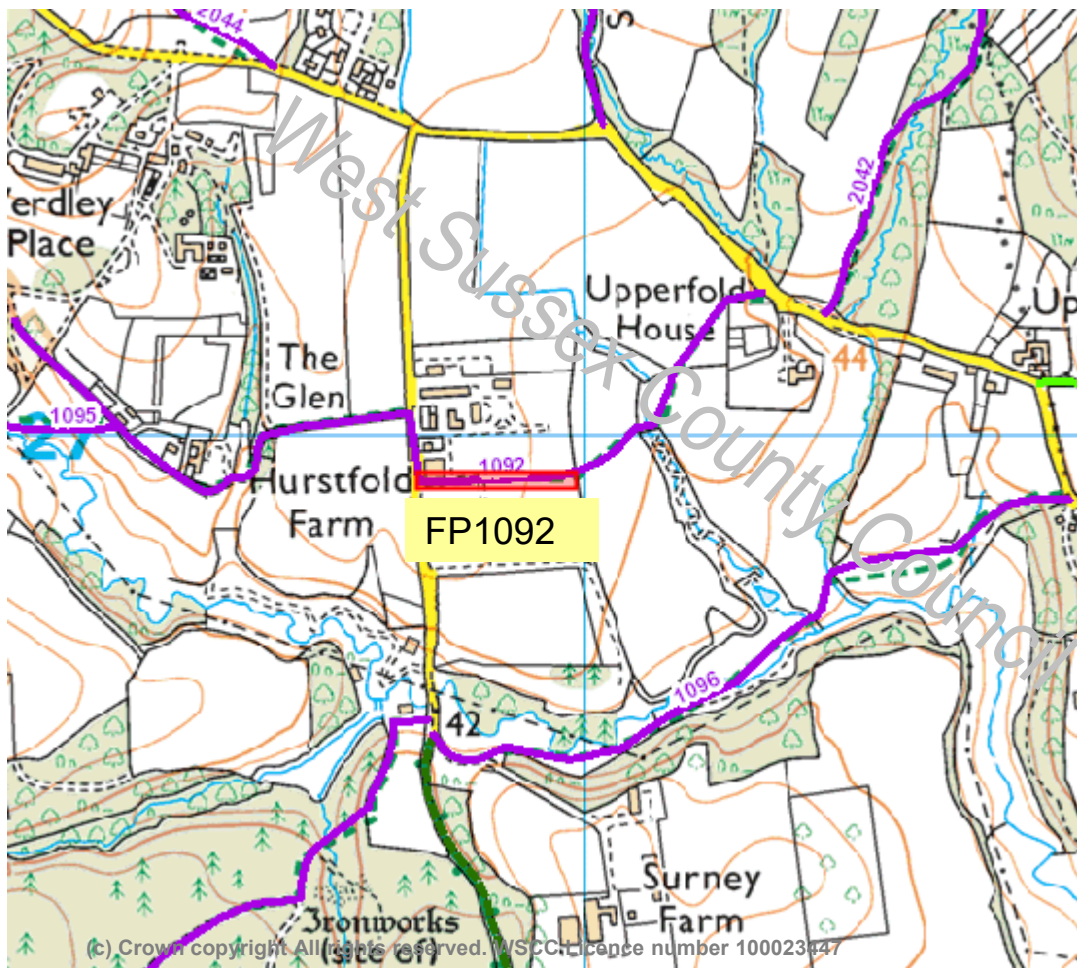 2044
S
2042
erdley
Place
West Sussex County Council
Upperfold
House
Up
The
Glen
44
1095
27
1092
Hurstfold
Farm
FP1092
1096
42
Surney
Farm
Ironworks
(site of)
(c) Crown copyright All rights reserved. WSCC Licence number 100023447